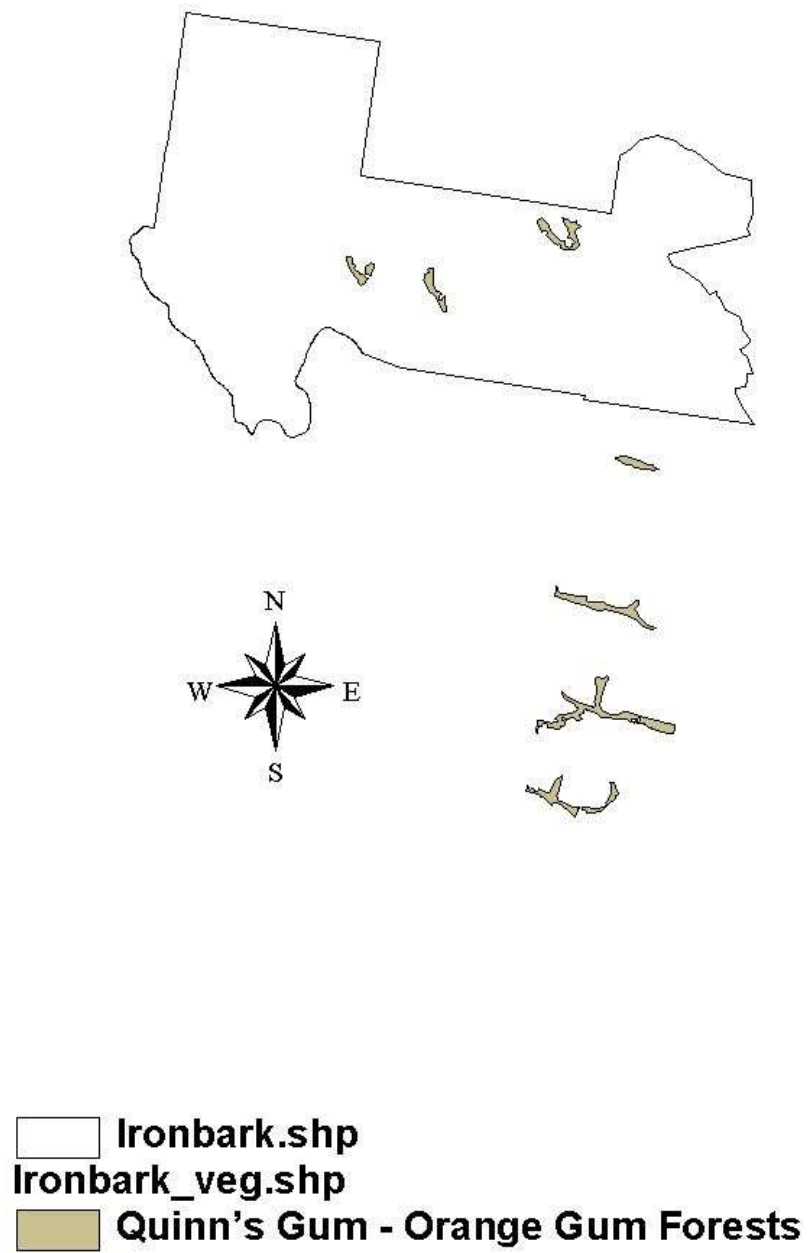 N
W E
S
Ironbark.shp
Ironbark_veg.shp
Quinn’s Gum - Orange Gum Forests